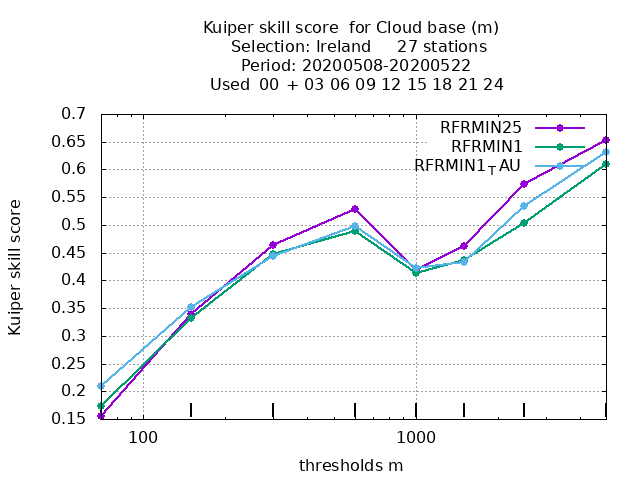 Kuiper skill score  for Cloud base (m)
Selection: Ireland     27 stations
Period: 20200508-20200522
Used  00 + 03 06 09 12 15 18 21 24
0.7
0.65
0.6
0.55
0.5
0.45
0.4
0.35
0.3
0.25
0.2
0.15
Kuiper skill score
RFRMIN25
RFRMIN1
RFRMIN1TAU
100
1000
thresholds m